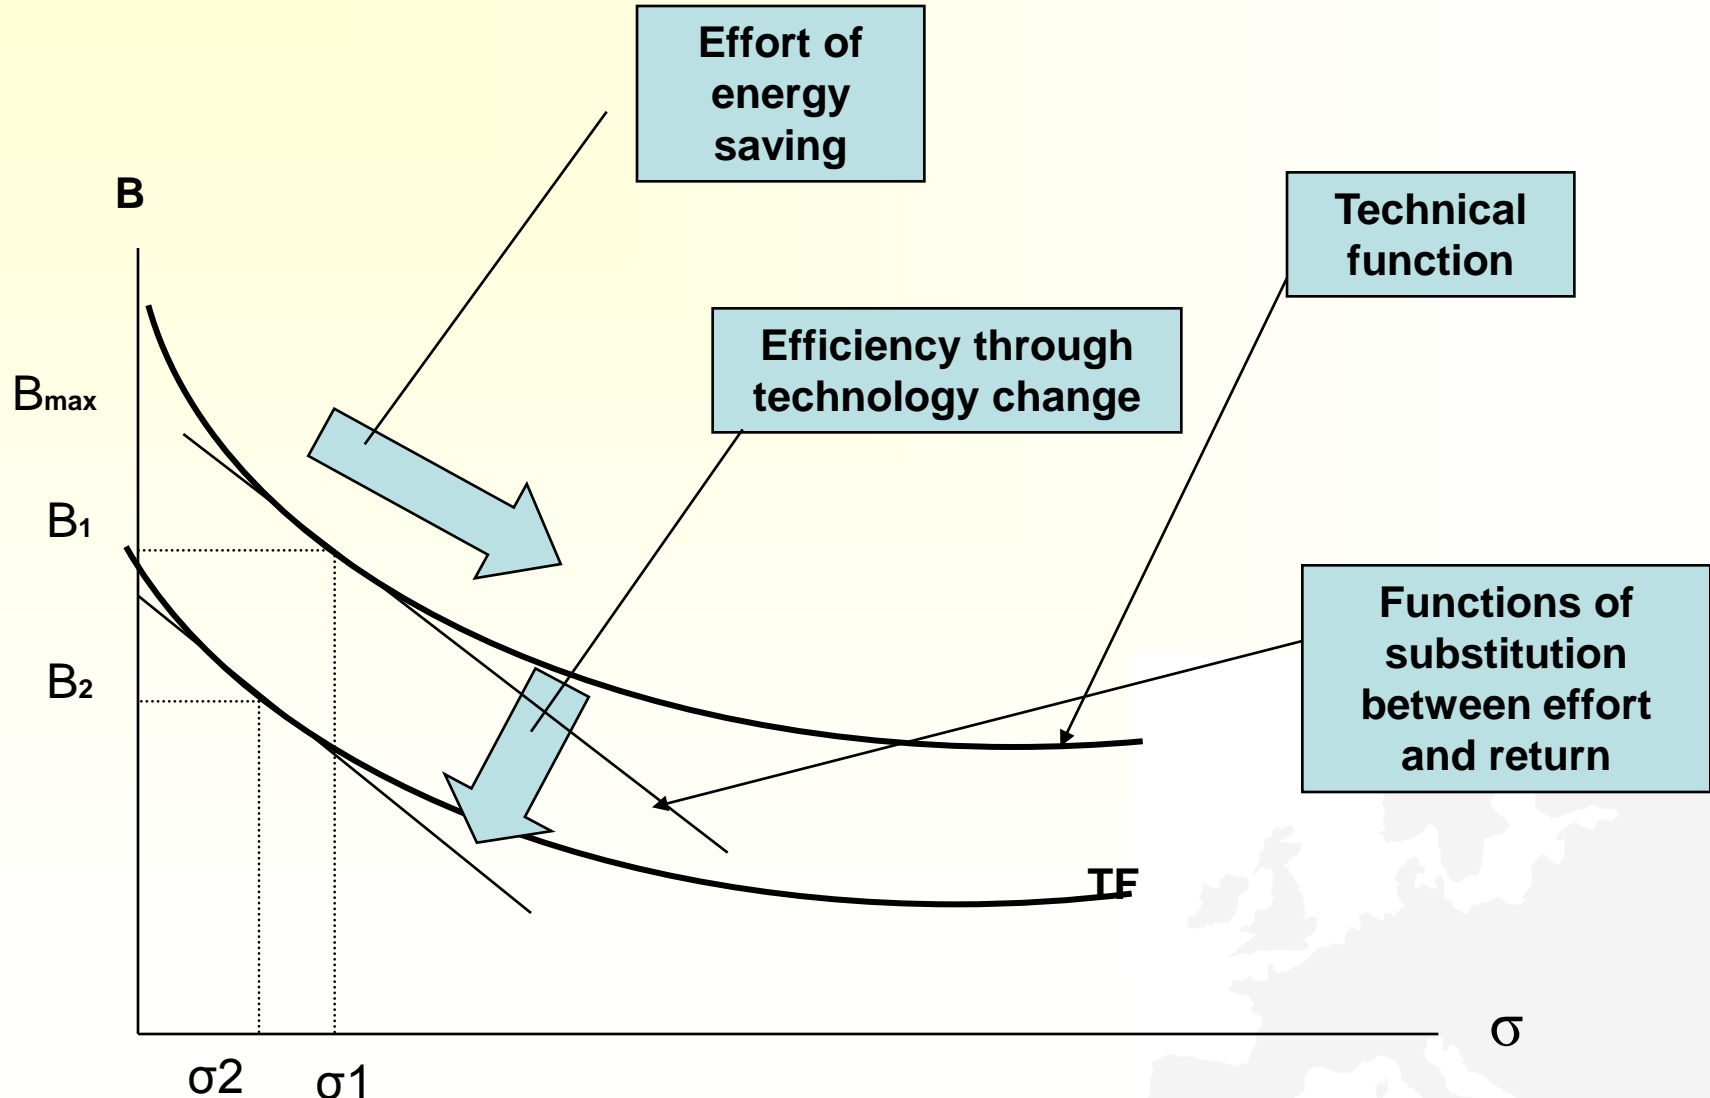 Effort of
energy
saving
B
Technical
function
Efficiency through
technology change
Bmax
B1
Functions of
substitution
between effort
and return
B2
TF
σ
σ2
σ1